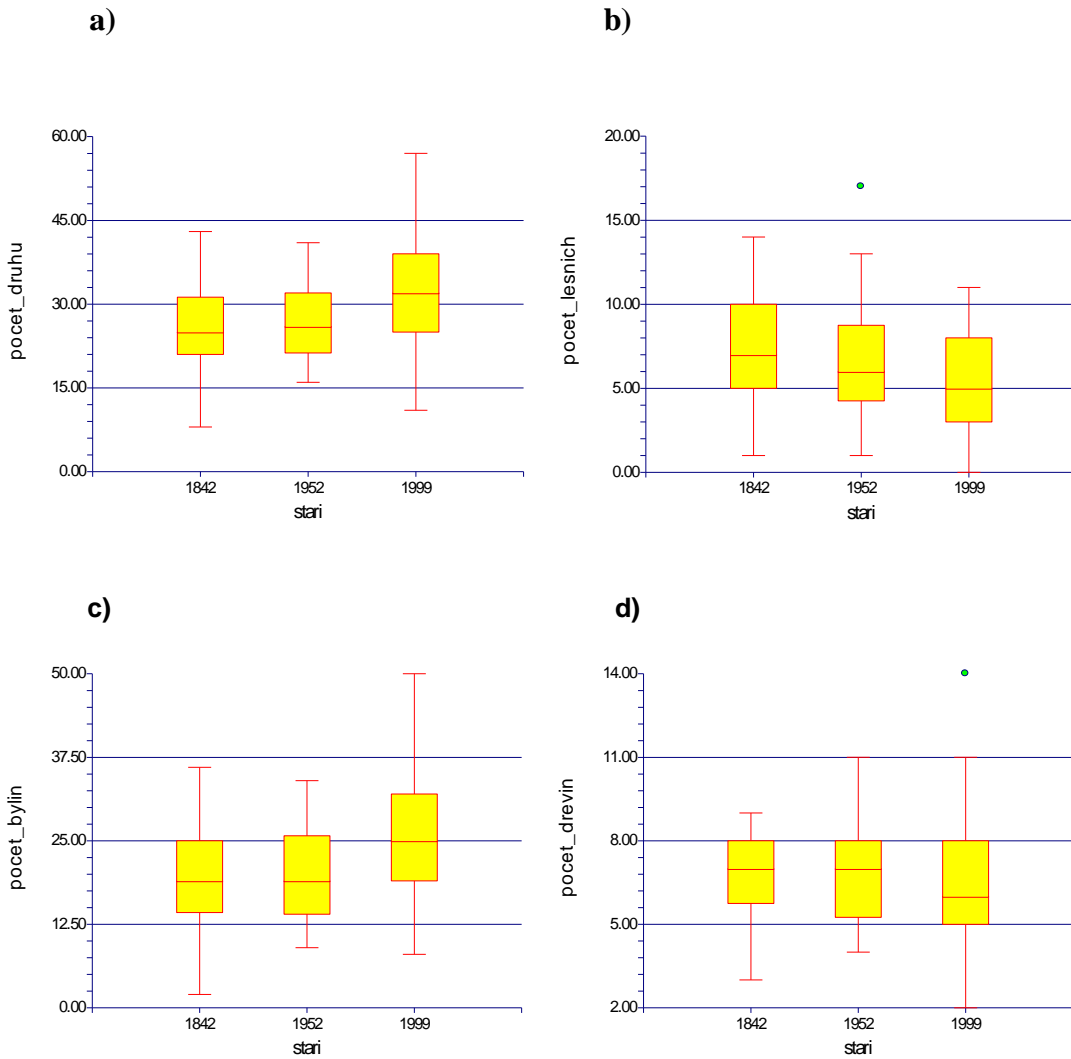 a)
60.00
45.00
30.00
15.00
0.00
pocet_druhu
1842 1952 1999
stari
b)
20.00
15.00
10.00
5.00
0.00
pocet_lesnich
1842 1952 1999
stari
c)
50.00
37.50
25.00
12.50
0.00
pocet_bylin
1842 1952 1999
stari
d)
14.00
11.00
8.00
5.00
2.00
pocet_drevin
1842 1952 1999
stari